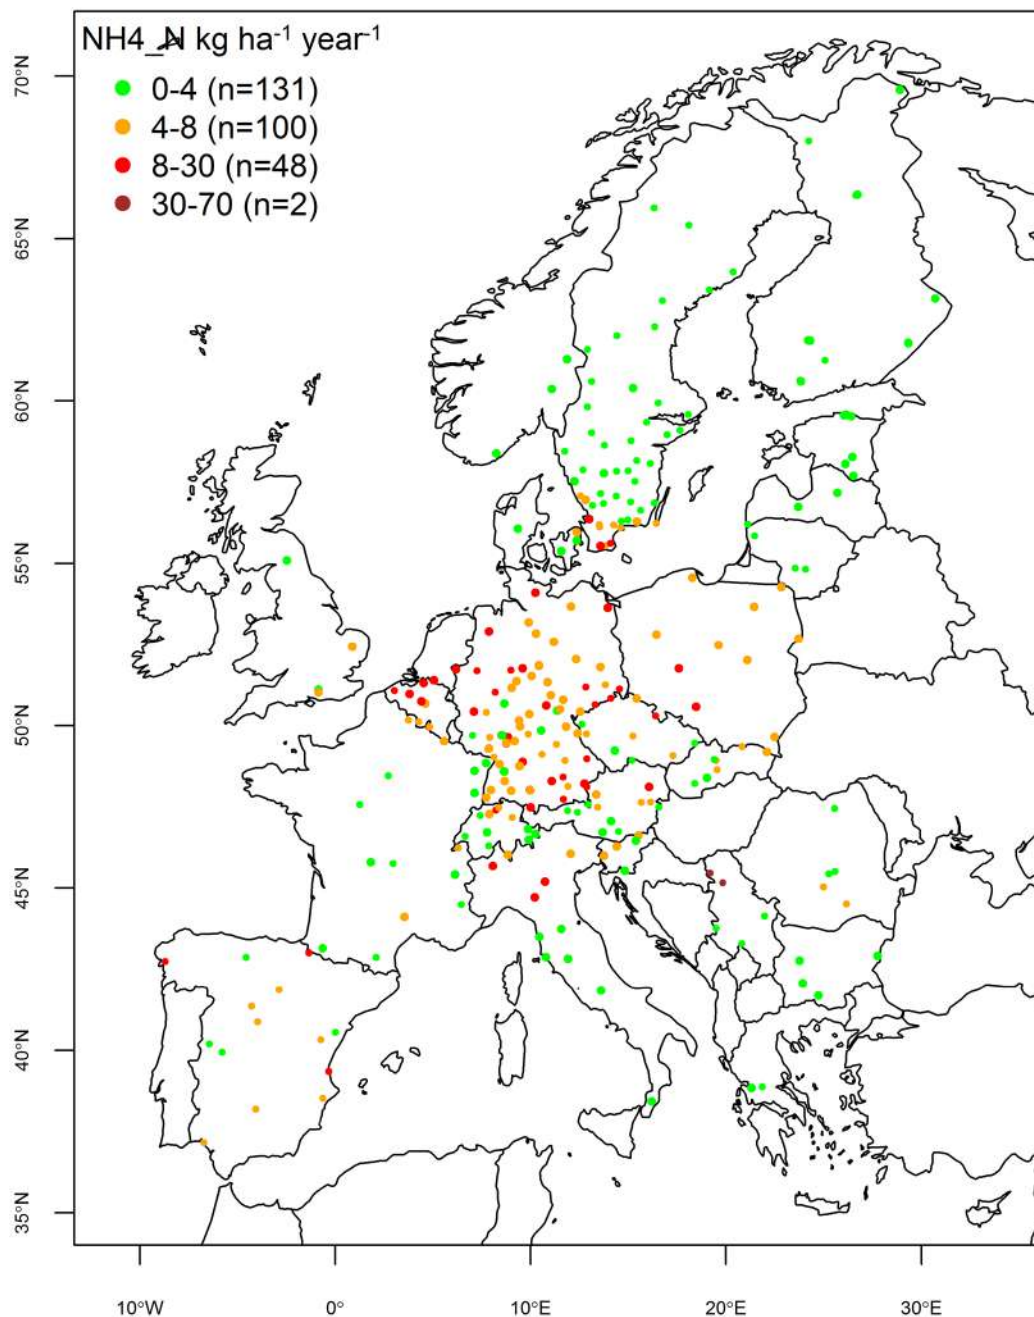 NH4_N kg ha⁻¹ year⁻¹
0-4 (n=131)
4-8 (n=100)
8-30 (n=48)
30-70 (n=2)
70°N
65°N
60°N
55°N
50°N
45°N
40°N
35°N
10°W 0° 10°E 20°E 30°E